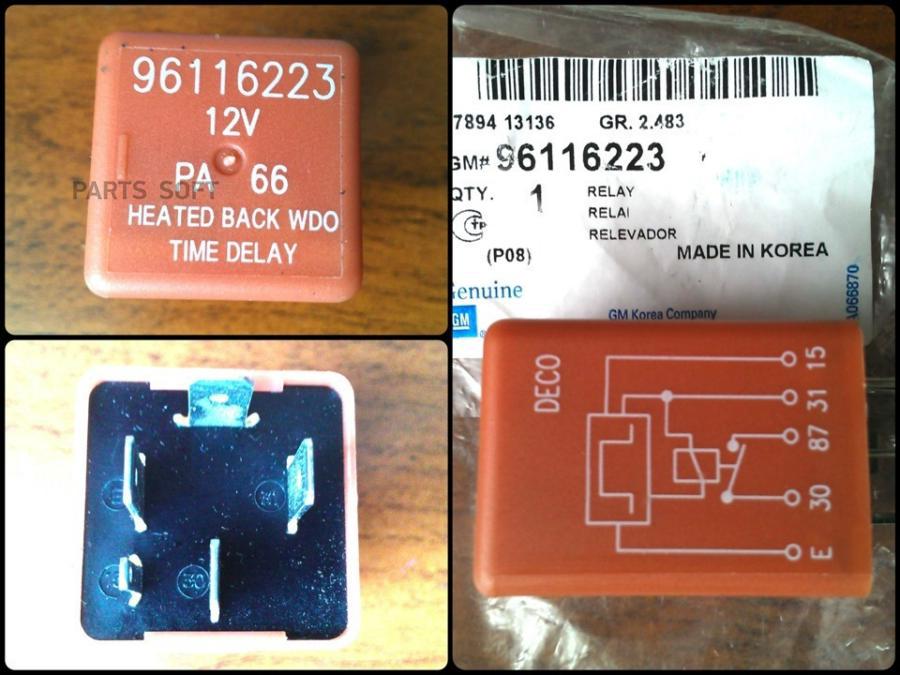 96116223
12V
PA 66
PARTS SOFT
HEATED BACK WDO
TIME DELAY
7894 13136 GR. 2.483
GM# 96116223
QTY. 1 RELAY
RELAI
RELEVADOR
(P08) MADE IN KOREA
Genuine
GM
GM Korea Company
A066870
DECO
15
31
87
30
E
30